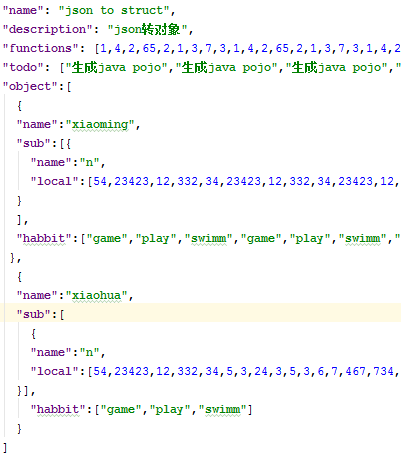 "name": "json to struct",
"description": "json转对象",
"functions": [1,4,2,65,2,1,3,7,3,1,4,2,65,2,1,3,7,3,1,4,2
"todo": ["生成java pojo","生成java pojo","生成java pojo","
"object":[
{
"name":"xiaoming",
"sub":[{
"name":"n",
"local":[54,23423,12,332,34,23423,12,332,34,23423,12,
}
],
"habbit":["game","play","swimm","game","play","swimm","
},
{
"name":"xiaohua",
"sub":[
{
"name":"n",
"local":[54,23423,12,332,34,5,3,24,3,5,3,6,7,467,734,
}],
"habbit":["game","play","swimm"]
}
]